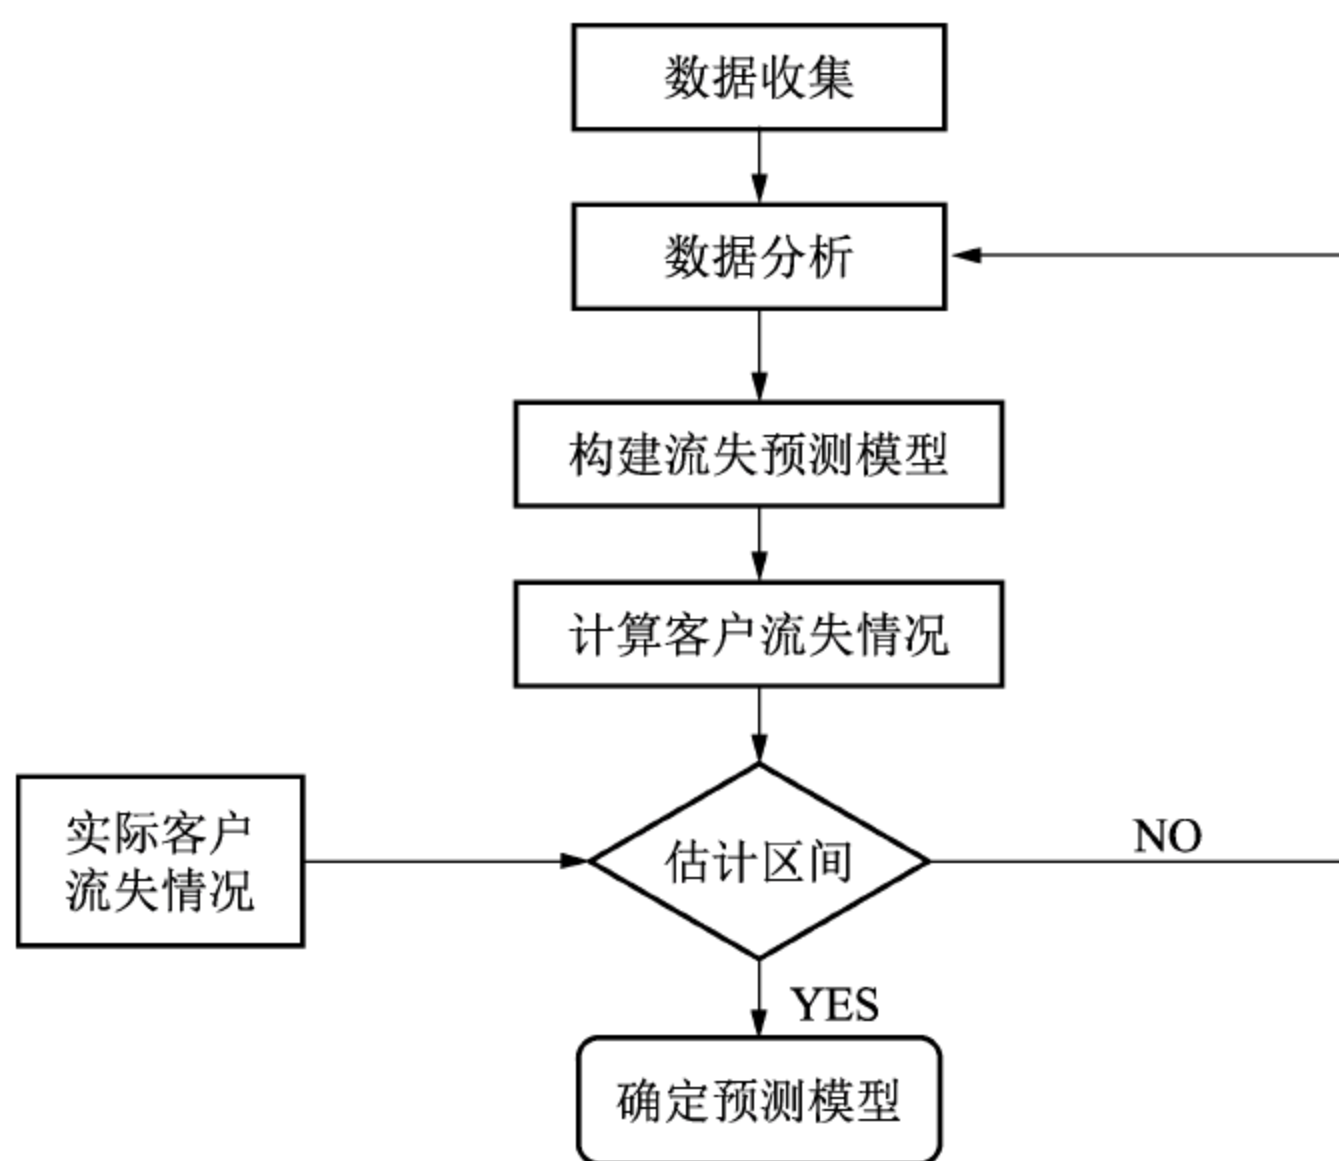 数据收集
数据分析
构建流失预测模型
计算客户流失情况
实际客户
流失情况
估计区间
NO
YES
确定预测模型